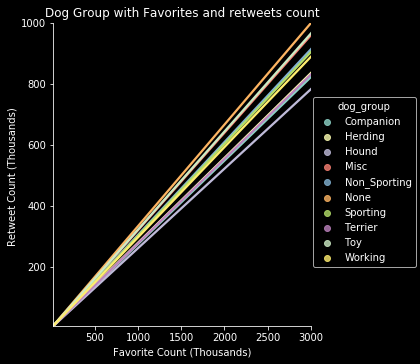 Dog Group with Favorites and retweets count
1000
800
600
400
200
Retweet Count (Thousands)
500 1000 1500 2000 2500 3000
Favorite Count (Thousands)
dog_group
Companion
Herding
Hound
Misc
Non_Sporting
None
Sporting
Terrier
Toy
Working